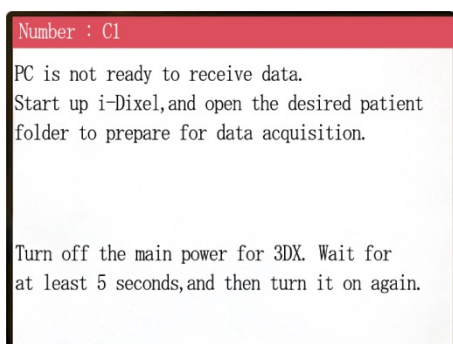 Number : C1
PC is not ready to receive data.
Start up i-Dixel,and open the desired patient
folder to prepare for data acquisition.
Turn off the main power for 3DX. Wait for
at least 5 seconds,and then turn it on again.